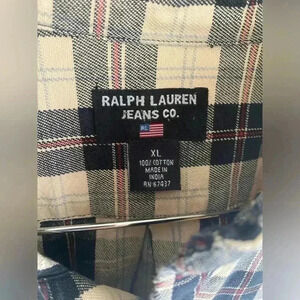 RALPH LAUREN
JEANS CO.
XL
100% COTTON
MADE IN
INDIA
RN 67937